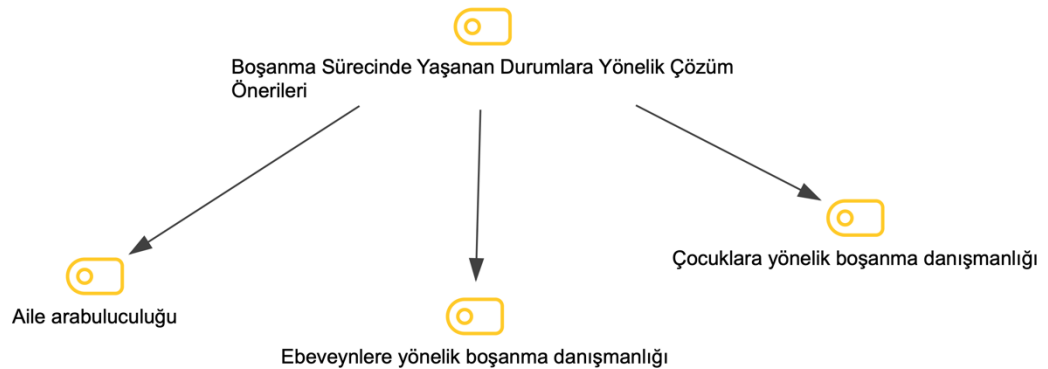 Boşanma Sürecinde Yaşanan Durumlara Yönelik Çözüm
Önerileri
Çocuklara yönelik boşanma danışmanlığı
Aile arabuluculuğu
Ebeveynlere yönelik boşanma danışmanlığı